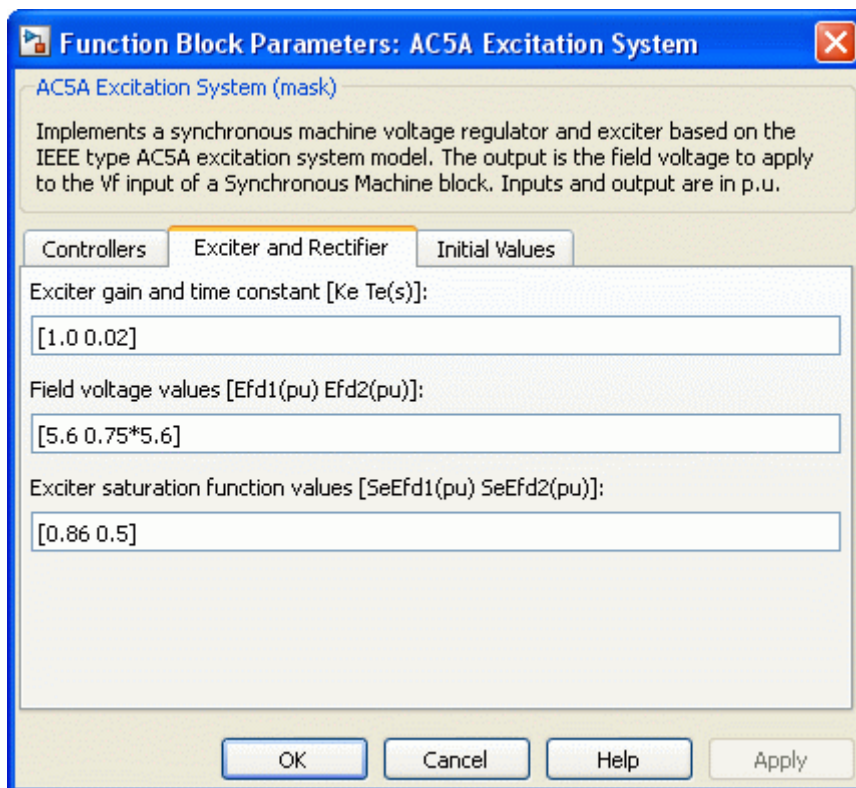 Function Block Parameters: AC5A Excitation System
AC5A Excitation System (mask)
Implements a synchronous machine voltage regulator and exciter based on the
IEEE type AC5A excitation system model. The output is the field voltage to apply
to the Vf input of a Synchronous Machine block. Inputs and output are in p.u.
Controllers Exciter and Rectifier Initial Values
Exciter gain and time constant [Ke Te(s)]:
[1.0 0.02]
Field voltage values [Efd1(pu) Efd2(pu)]:
[5.6 0.75*5.6]
Exciter saturation function values [SeEfd1(pu) SeEfd2(pu)]:
[0.86 0.5]
OK Cancel Help Apply